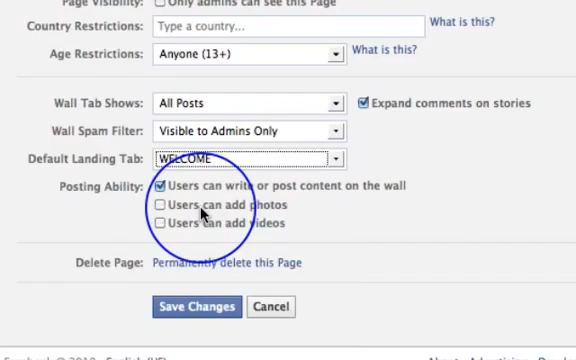 Page Visibility: Only admins can see this Page
Country Restrictions: Type a country... What is this?
Age Restrictions: Anyone (13+) What is this?
Wall Tab Shows: All Posts Expand comments on stories
Wall Spam Filter: Visible to Admins Only
Default Landing Tab: WELCOME
Posting Ability: Users can write or post content on the wall
Users can add photos
Users can add videos
Delete Page: Permanently delete this Page
Save Changes Cancel